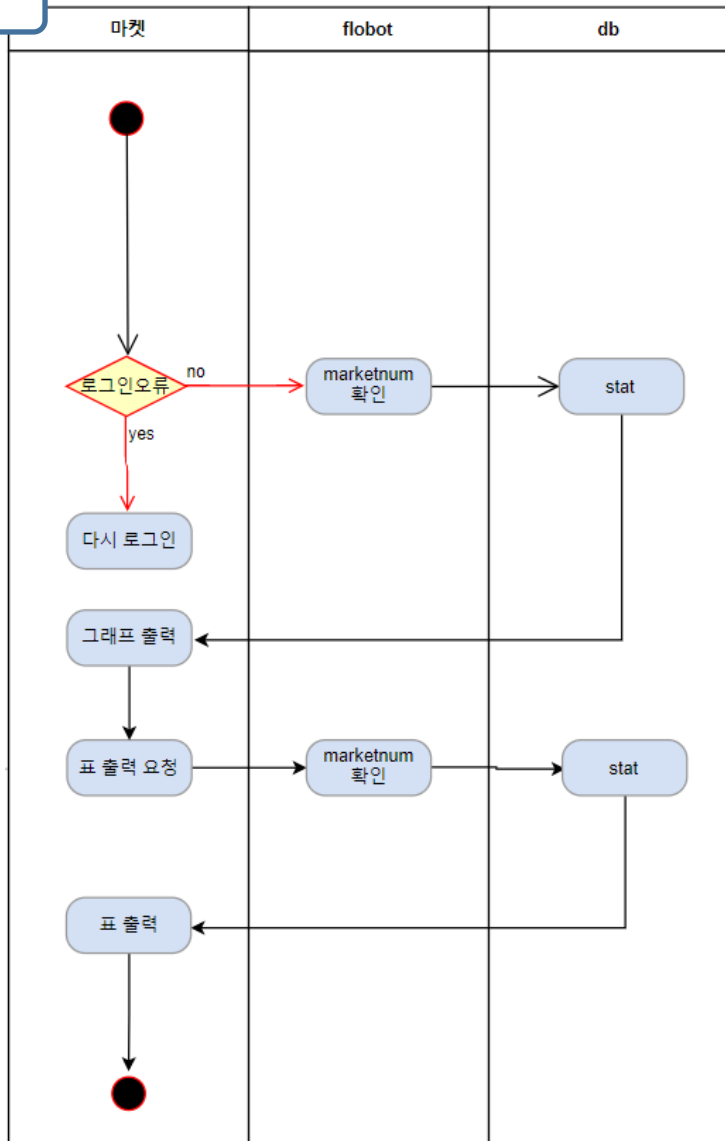 마켓
flobot
db
로그인오류
no
marketnum
확인
stat
yes
다시 로그인
그래프 출력
표 출력 요청
marketnum
확인
stat
표 출력